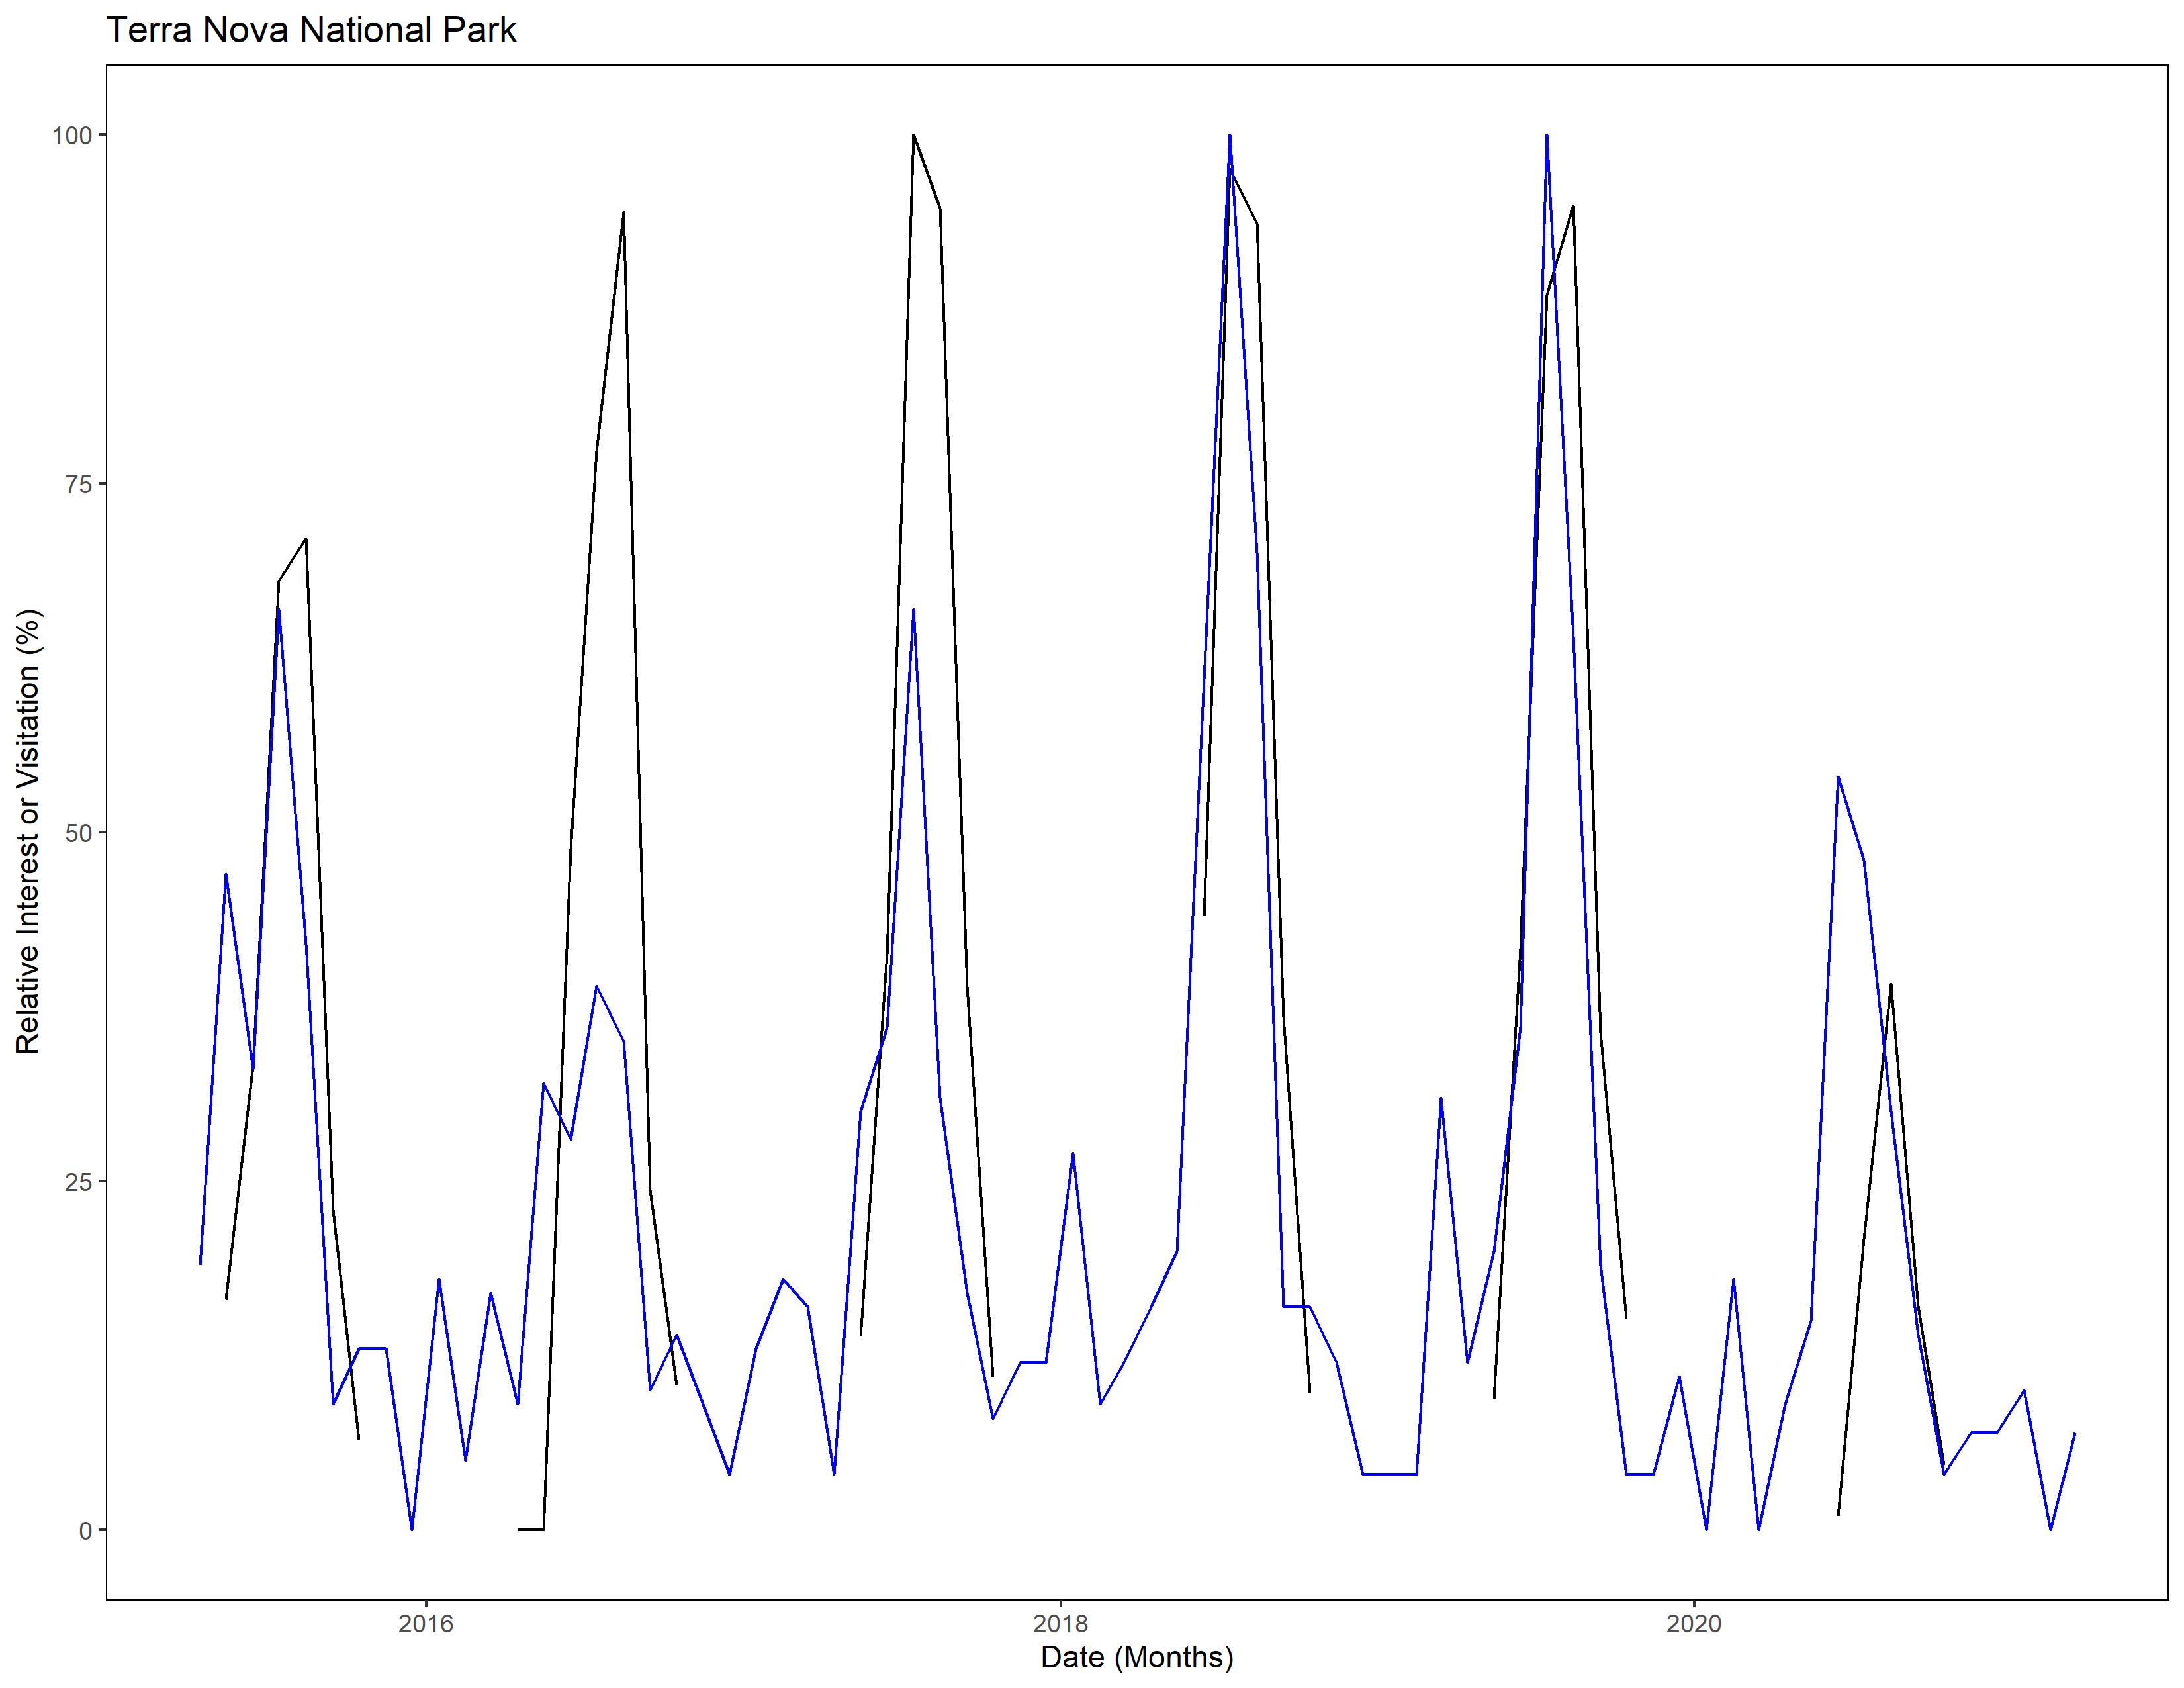 Terra Nova National Park
100
75
50
25
0
Relative Interest or Visitation (%)
2016
2018
2020
Date (Months)